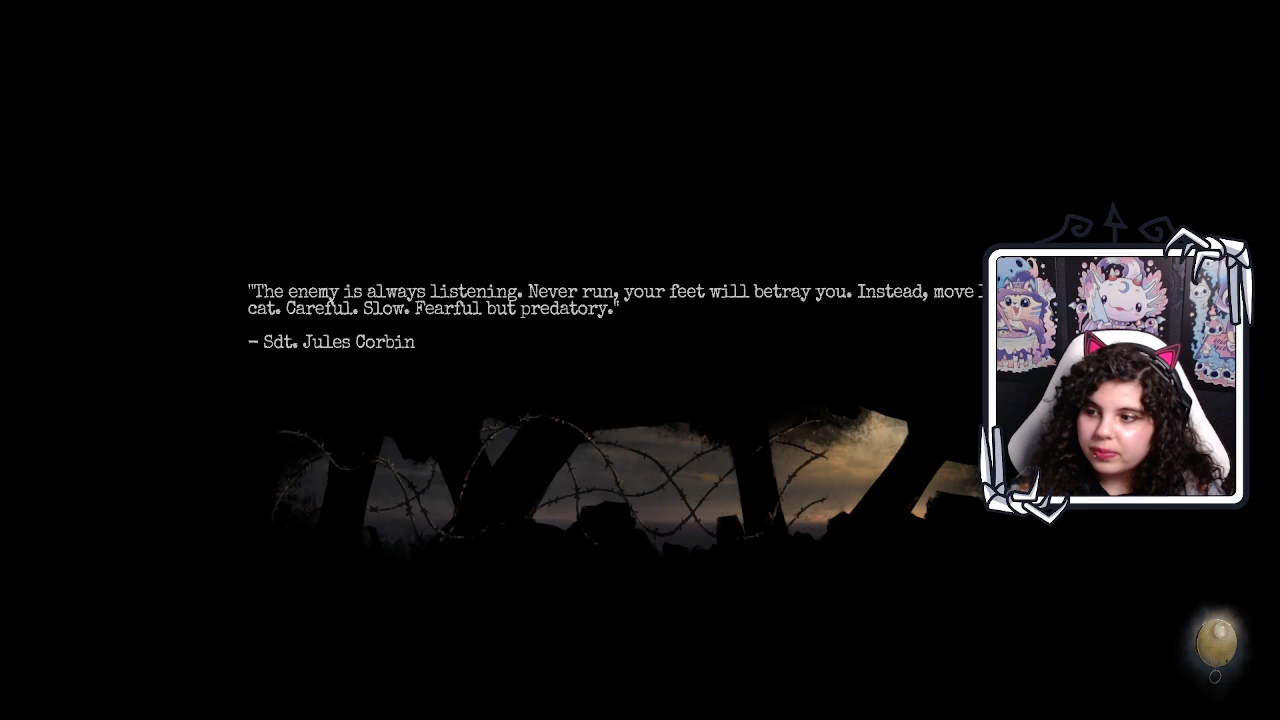 "The enemy is always listening. Never run, your feet will betray you. Instead, move
cat. Careful. Slow. Fearful but predatory."
– Sdt. Jules Corbin